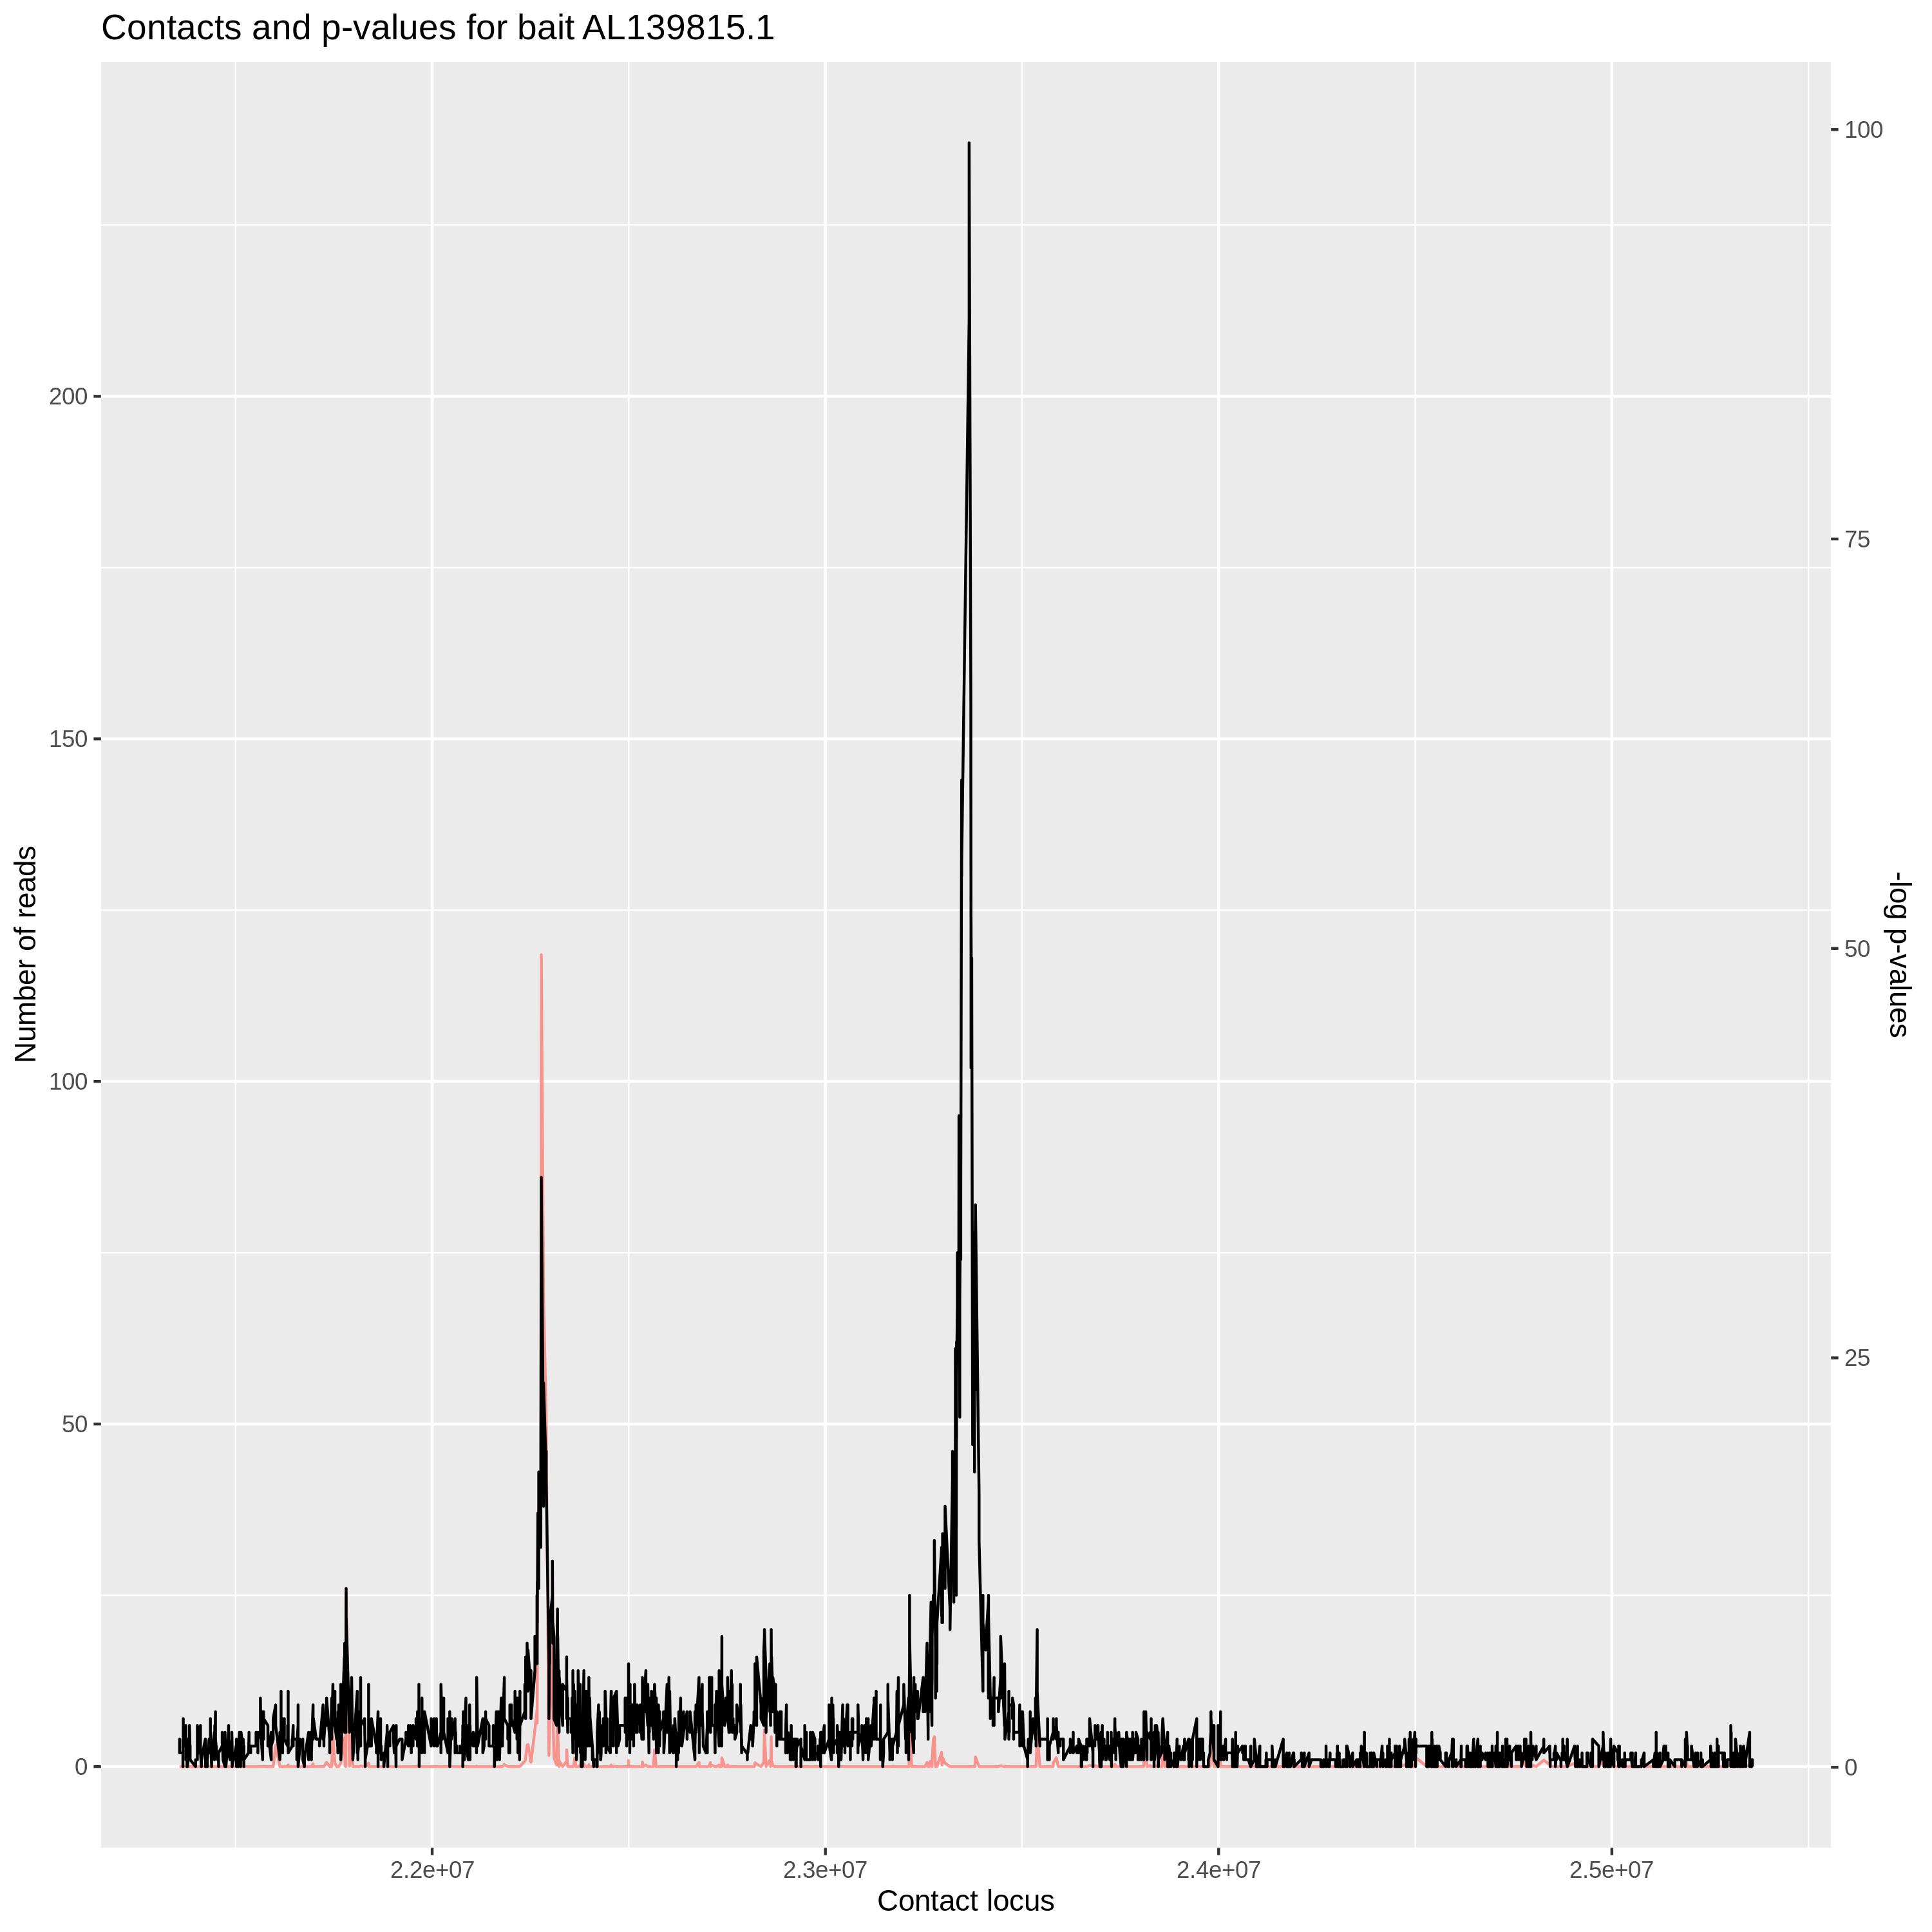 Contacts and p-values for bait AL139815.1
Number of reads
200
150
100
50
0
100
75
50
25
0
-log p-values
2.2e+07 2.3e+07 2.4e+07 2.5e+07
Contact locus